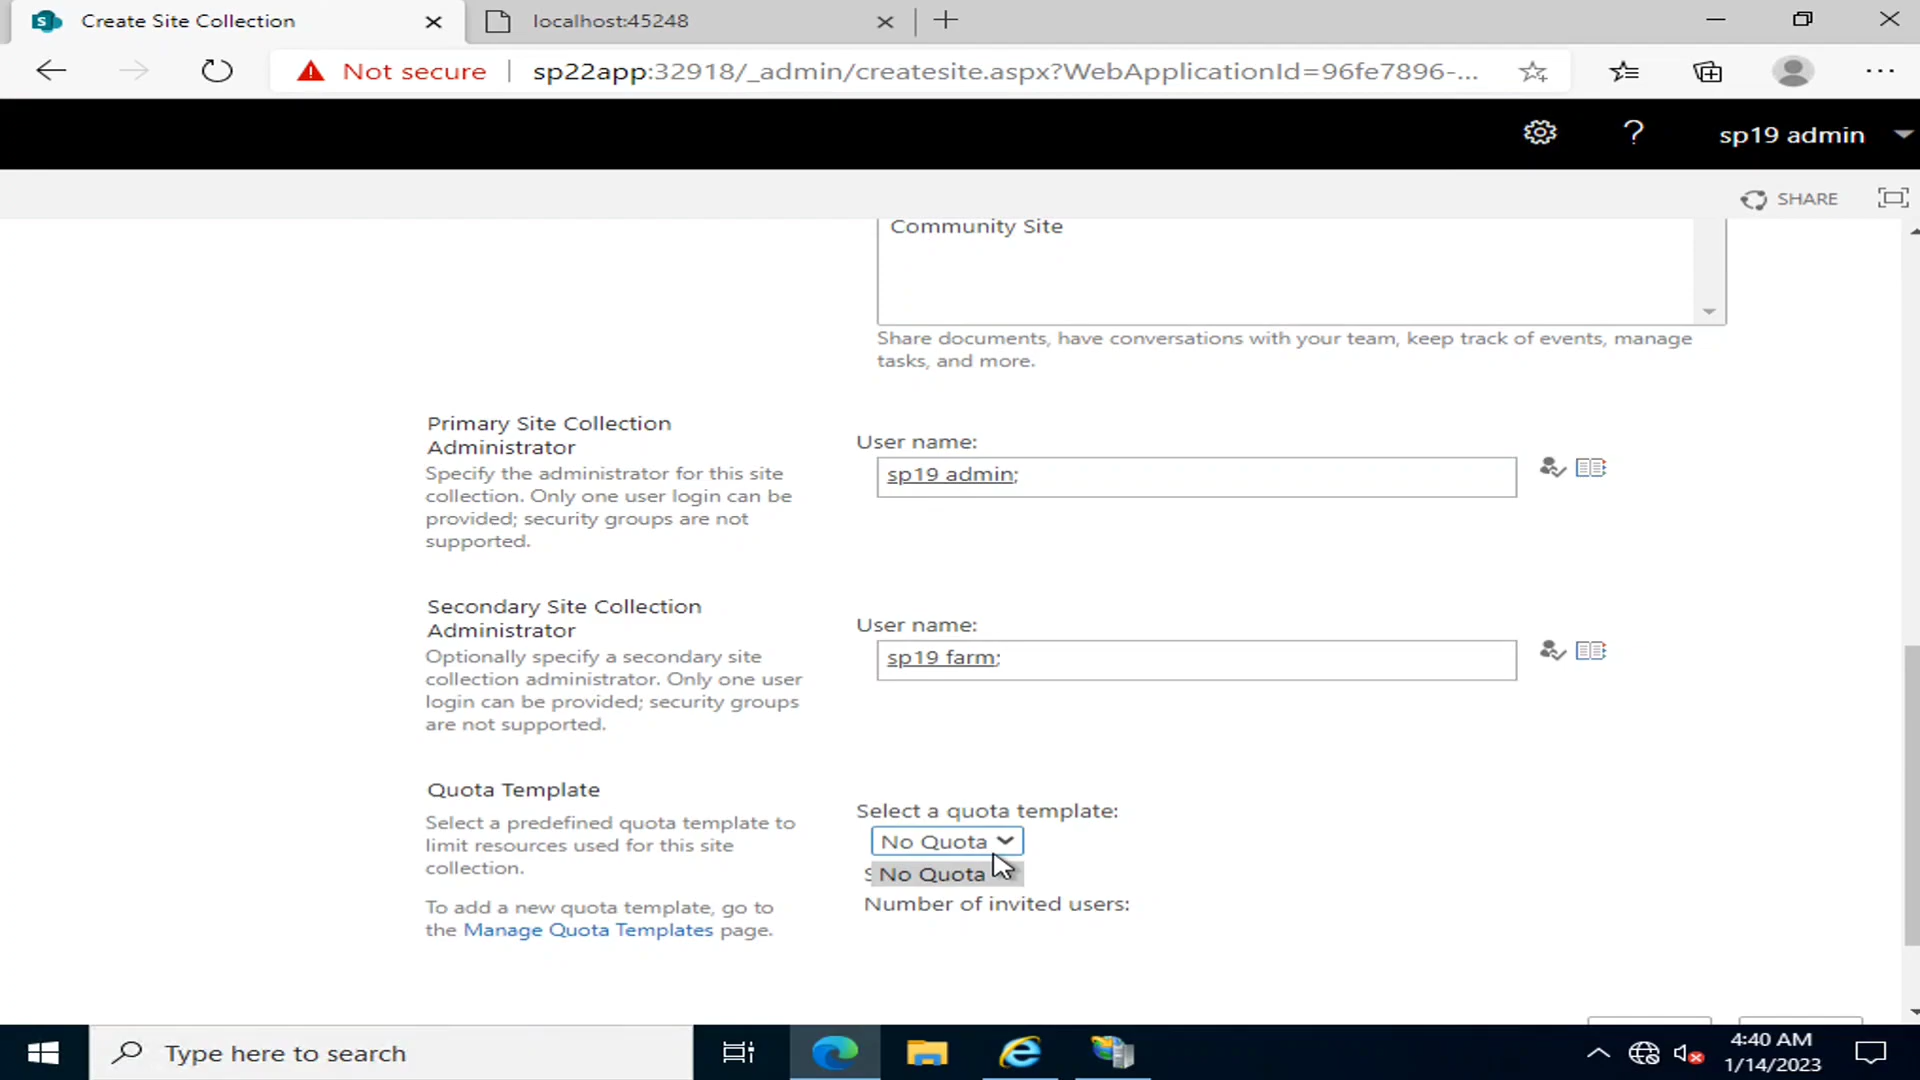 Create Site Collection
localhost:45248
Not secure
sp22app:32918/_admin/createsite.aspx?WebApplicationId=96fe7896-...
sp19 admin
SHARE
Community Site
Share documents, have conversations with your team, keep track of events, manage
tasks, and more.
Primary Site Collection
Administrator
Specify the administrator for this site
collection. Only one user login can be
provided; security groups are not
supported.
User name:
sp19 admin;
Secondary Site Collection
Administrator
Optionally specify a secondary site
collection administrator. Only one user
login can be provided; security groups
are not supported.
User name:
sp19 farm;
Quota Template
Select a predefined quota template to
limit resources used for this site
collection.
To add a new quota template, go to
the Manage Quota Templates page.
Select a quota template:
No Quota
No Quota
Number of invited users:
Type here to search
4:40 AM
1/14/2023